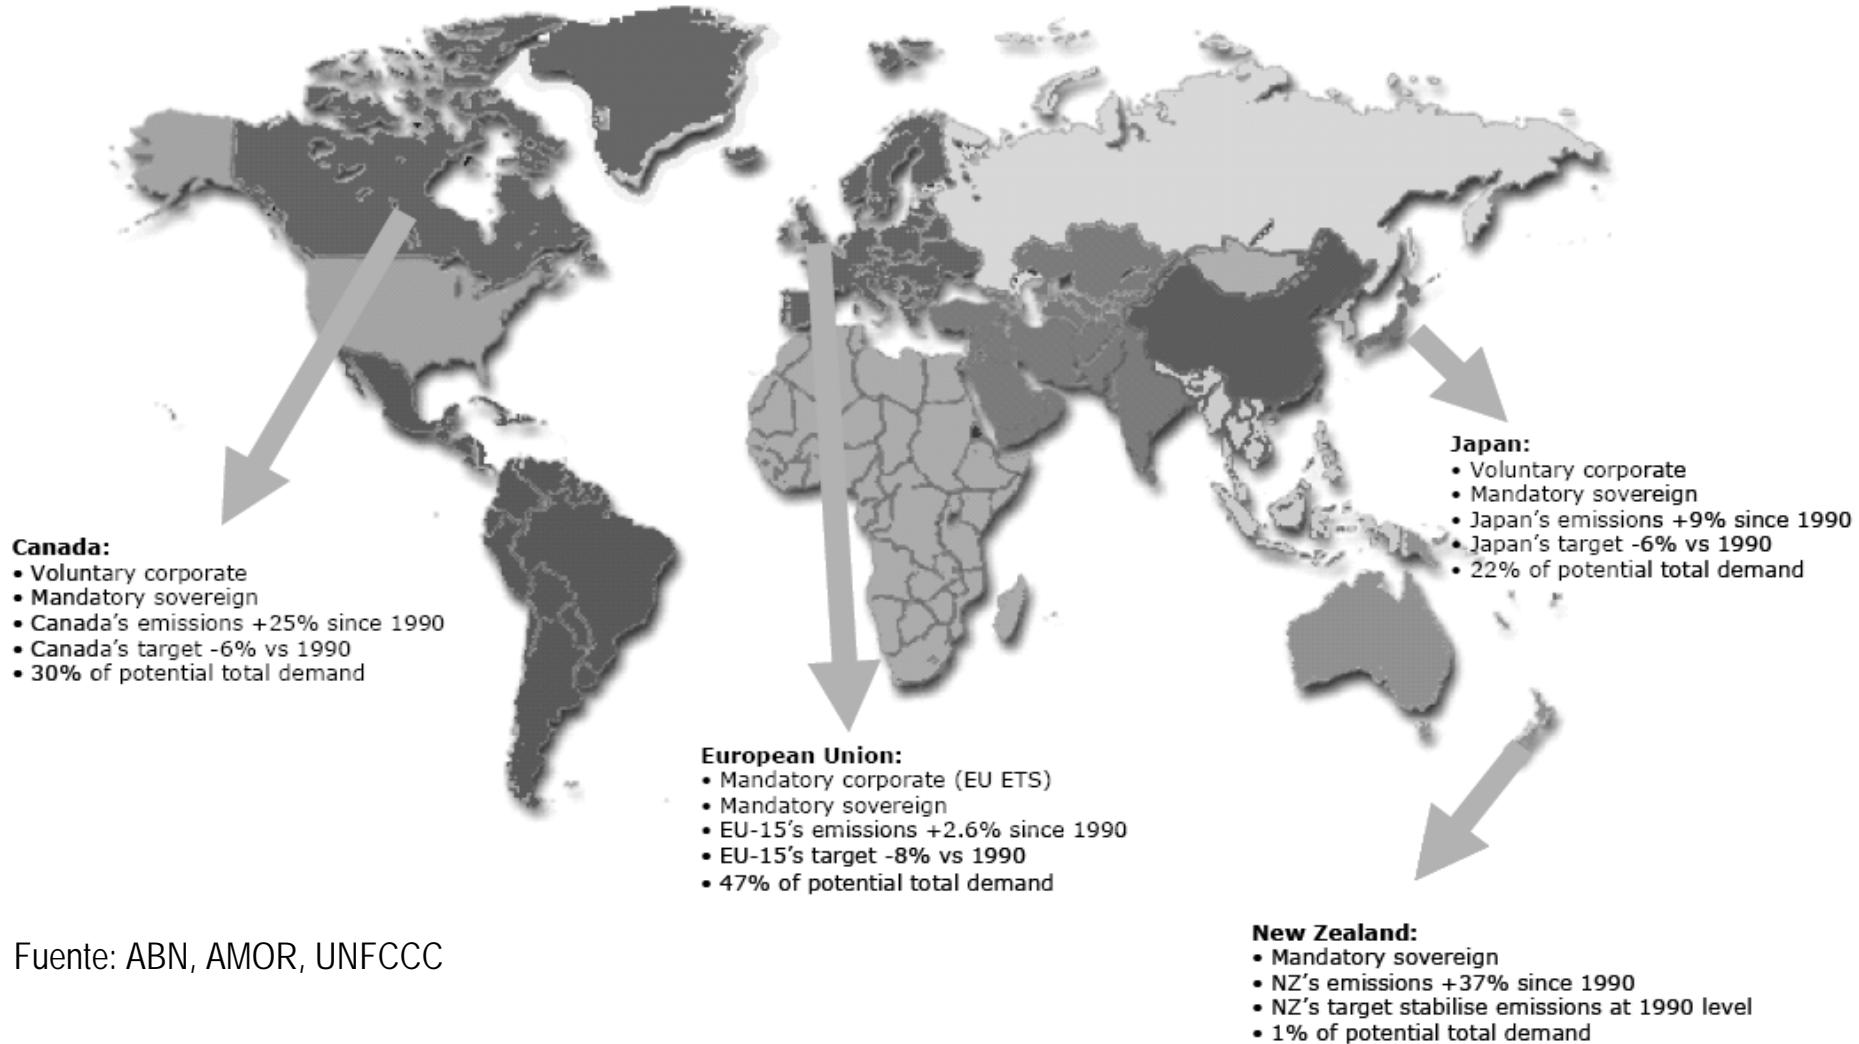 Japan:
• Voluntary corporate
• Mandatory sovereign
• Japan's emissions +9% since 1990
• Japan's target -6% vs 1990
• 22% of potential total demand
Canada:
• Voluntary corporate
• Mandatory sovereign
• Canada's emissions +25% since 1990
• Canada's target -6% vs 1990
• 30% of potential total demand
European Union:
• Mandatory corporate (EU ETS)
• Mandatory sovereign
• EU-15's emissions +2.6% since 1990
• EU-15's target -8% vs 1990
• 47% of potential total demand
New Zealand:
• Mandatory sovereign
• NZ's emissions +37% since 1990
• NZ's target stabilise emissions at 1990 level
• 1% of potential total demand
Fuente: ABN, AMOR, UNFCCC